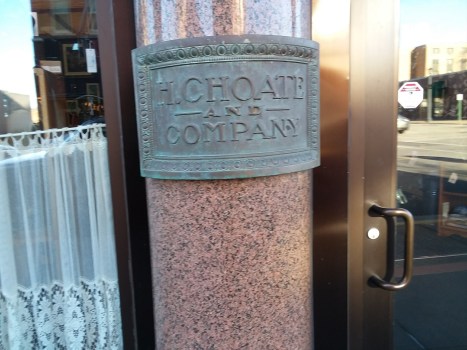 H. CHOATE
AND
COMPANY